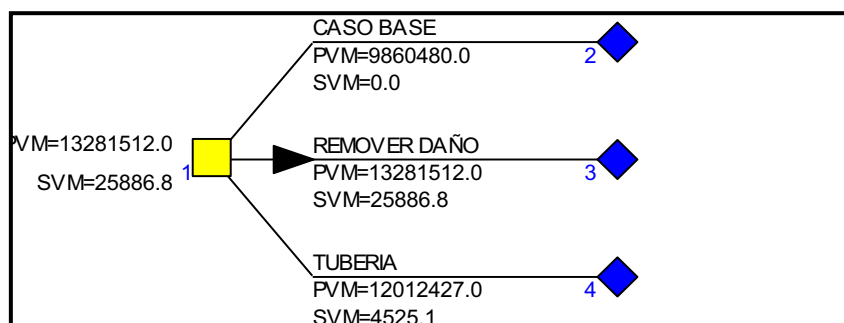 CASO BASE
PVM=9860480.0
2
SVM=0.0
PVM=13281512.0
1
SVM=25886.8
REMOVER DAÑO
PVM=13281512.0
3
SVM=25886.8
TUBERIA
PVM=12012427.0
4
SVM=4525.1